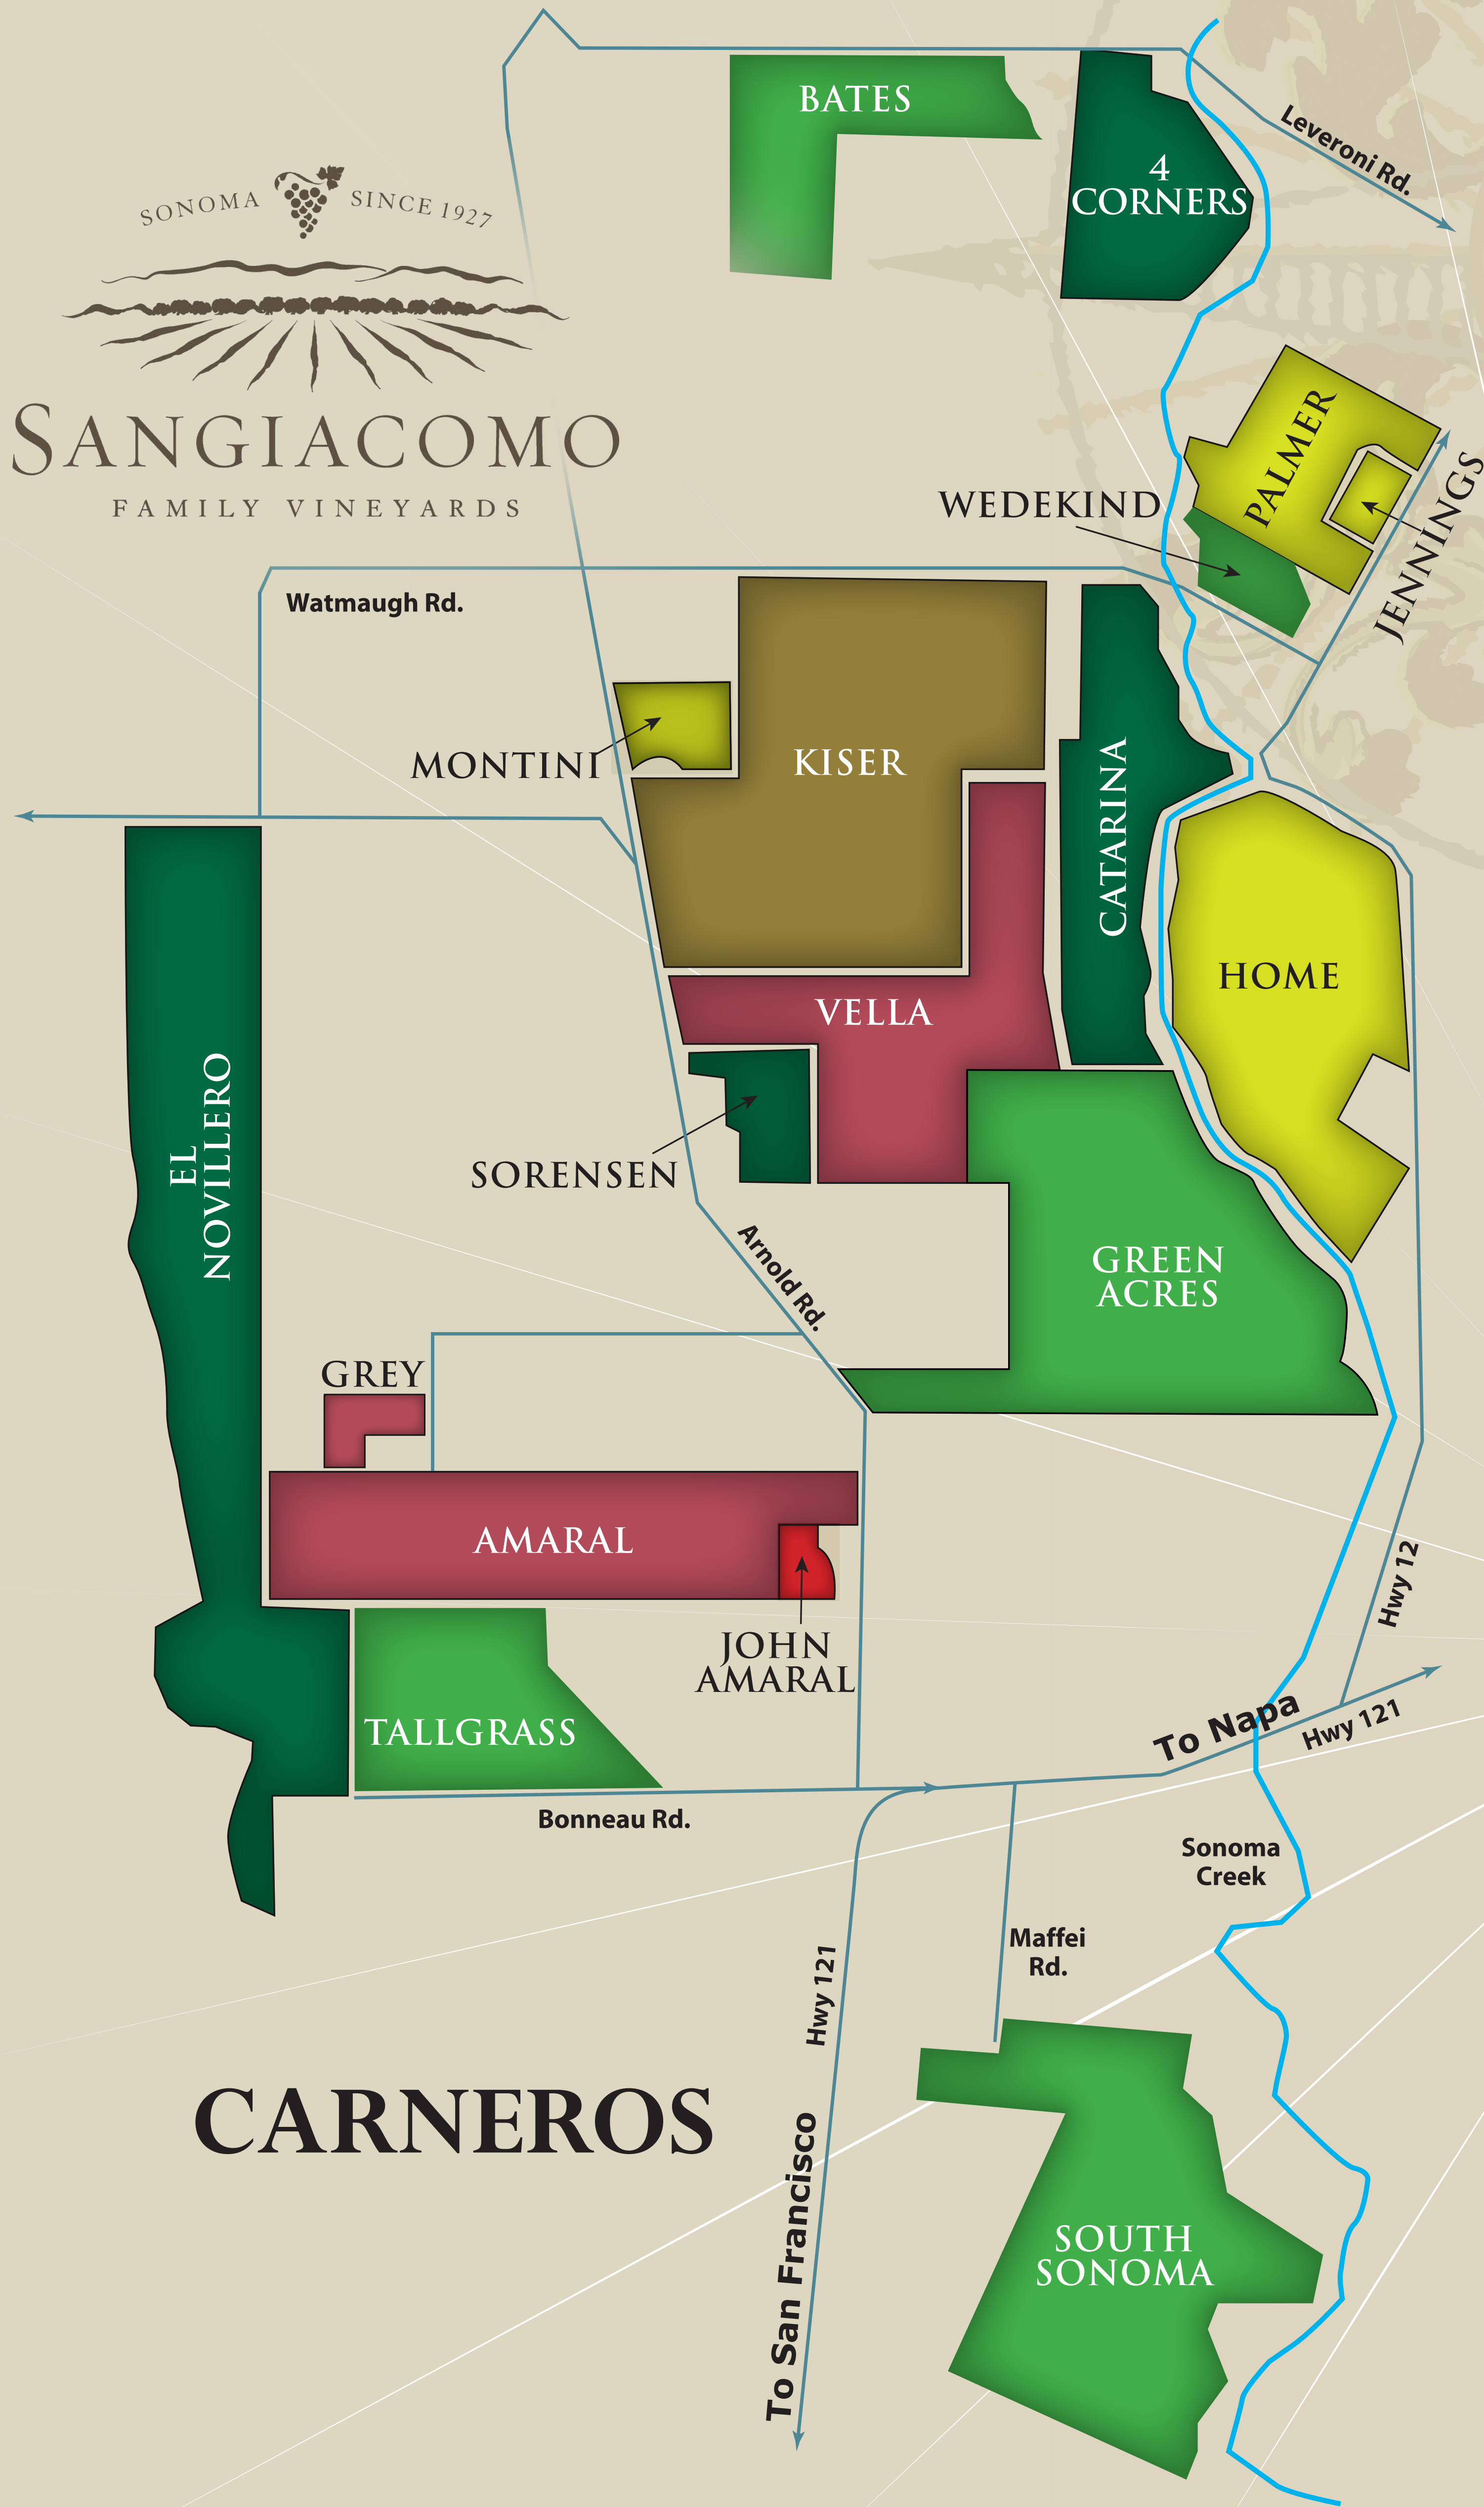 BATES
4
CORNERS
Leveroni Rd.
SONOMA SINCE 1927
SANGIACOMO
FAMILY VINEYARDS
PALMER
WEDEKIND
JENNINGS
Watmaugh Rd.
MONTINI
KISER
CATARINA
HOME
VELLA
EL
NOVILLERO
SORENSEN
Arnold Rd.
GREEN
ACRES
GREY
AMARAL
JOHN
AMARAL
Hwy 12
TALLGRASS
To Napa
Hwy 121
Bonneau Rd.
Sonoma
Creek
Maffei
Rd.
Hwy 121
CARNEROS
To San Francisco
SOUTH
SONOMA